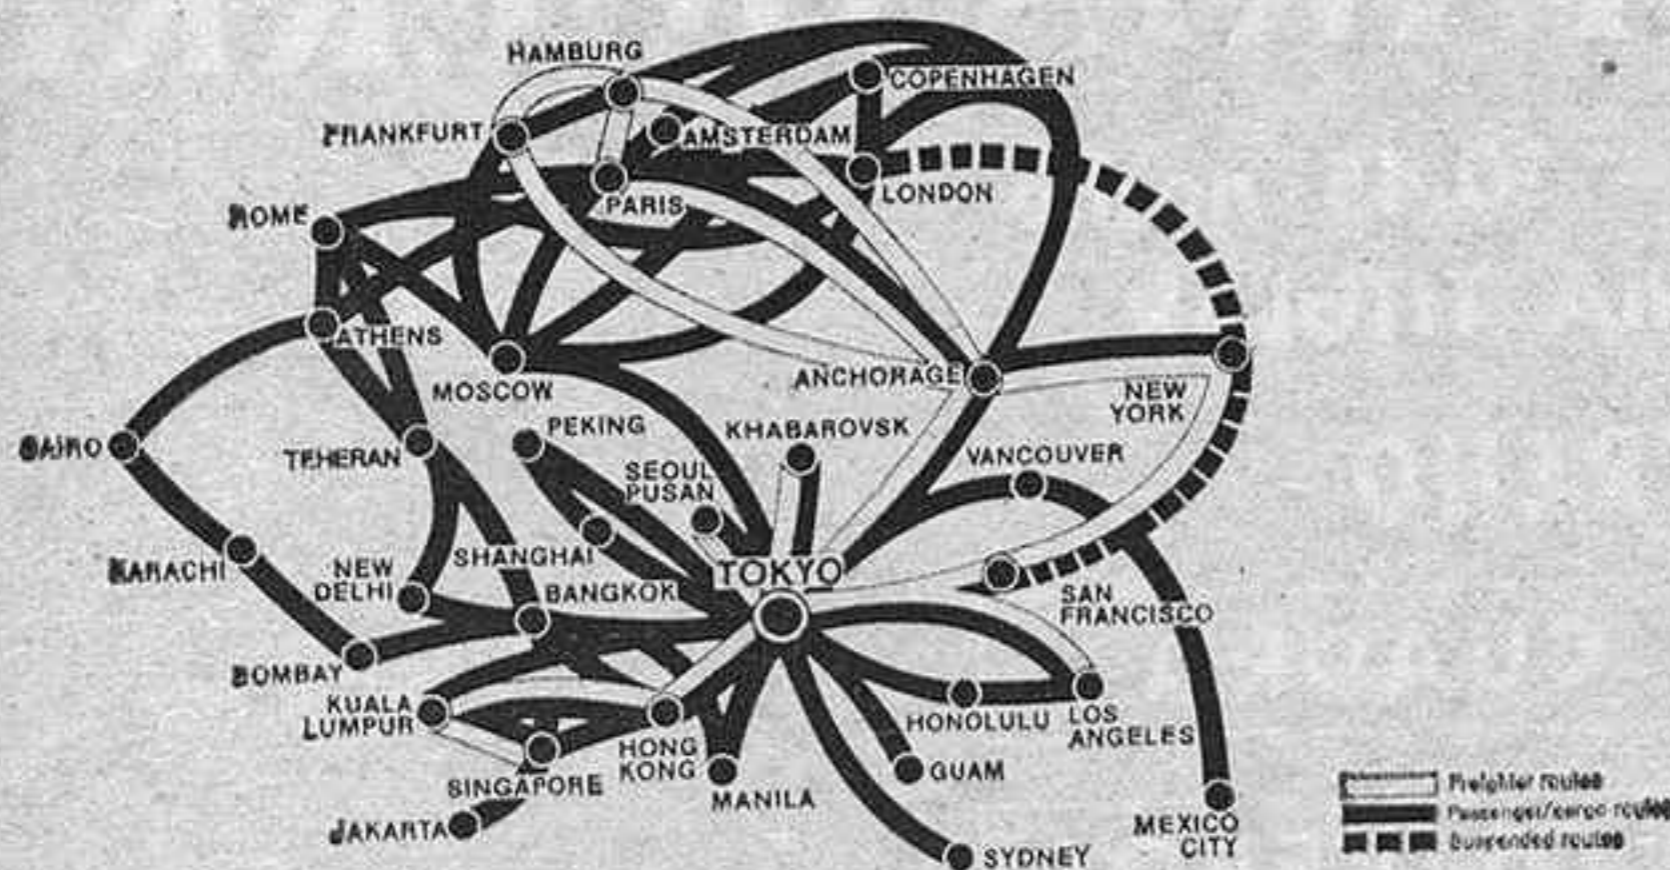 HAMBURG
COPENHAGEN
FRANKFURT
AMSTERDAM
LONDON
PARIS
ROME
ATHENS
MOSCOW
ANCHORAGE
NEW
YORK
CAIRO
TEHERAN
PEKING
KHABAROVSK
VANCOUVER
SEOUL
PUSAN
SHANGHAI
KARACHI
NEW
DELHI
BANGKOK
TOKYO
SAN
FRANCISCO
BOMBAY
KUALA
LUMPUR
HONG
KONG
HONOLULU
LOS
ANGELES
SINGAPORE
MANILA
GUAM
JAKARTA
SYDNEY
MEXICO
CITY
Freighter routes
Passenger/cargo routes
Suspended routes